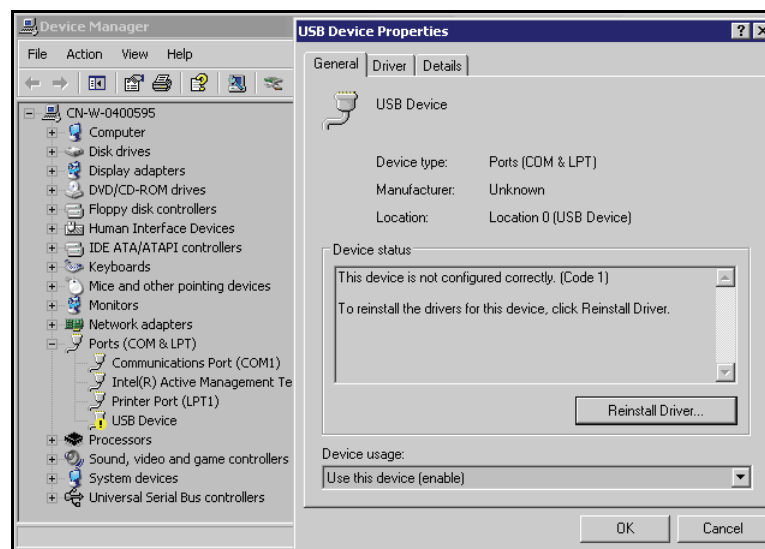 Device Manager
File Action View Help
CN-W-0400595
Computer
Disk drives
Display adapters
DVD/CD-ROM drives
Floppy disk controllers
Human Interface Devices
IDE ATA/ATAPI controllers
Keyboards
Mice and other pointing devices
Monitors
Network adapters
Ports (COM & LPT)
Communications Port (COM1)
Intel(R) Active Management Te
Printer Port (LPT1)
USB Device
Processors
Sound, video and game controllers
System devices
Universal Serial Bus controllers
USB Device Properties
General Driver Details
USB Device
Device type: Ports (COM & LPT)
Manufacturer: Unknown
Location: Location 0 (USB Device)
Device status
This device is not configured correctly. (Code 1)
To reinstall the drivers for this device, click Reinstall Driver.
Reinstall Driver...
Device usage:
Use this device (enable)
OK Cancel